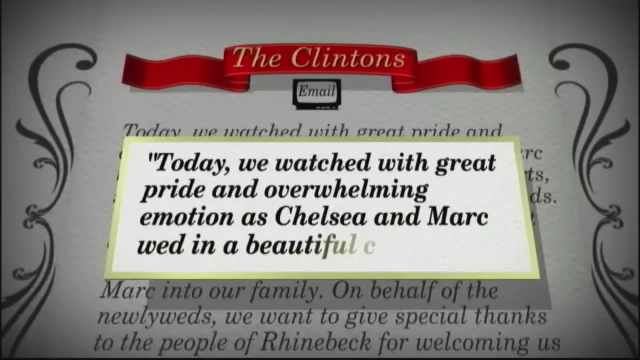 The Clintons
Email
Today, we watched with great pride and
"Today, we watched with great
pride and overwhelming
emotion as Chelsea and Marc
wed in a beautiful c
Marc into our family. On behalf of the
newlyweds, we want to give special thanks
to the people of Rhinebeck for welcoming us